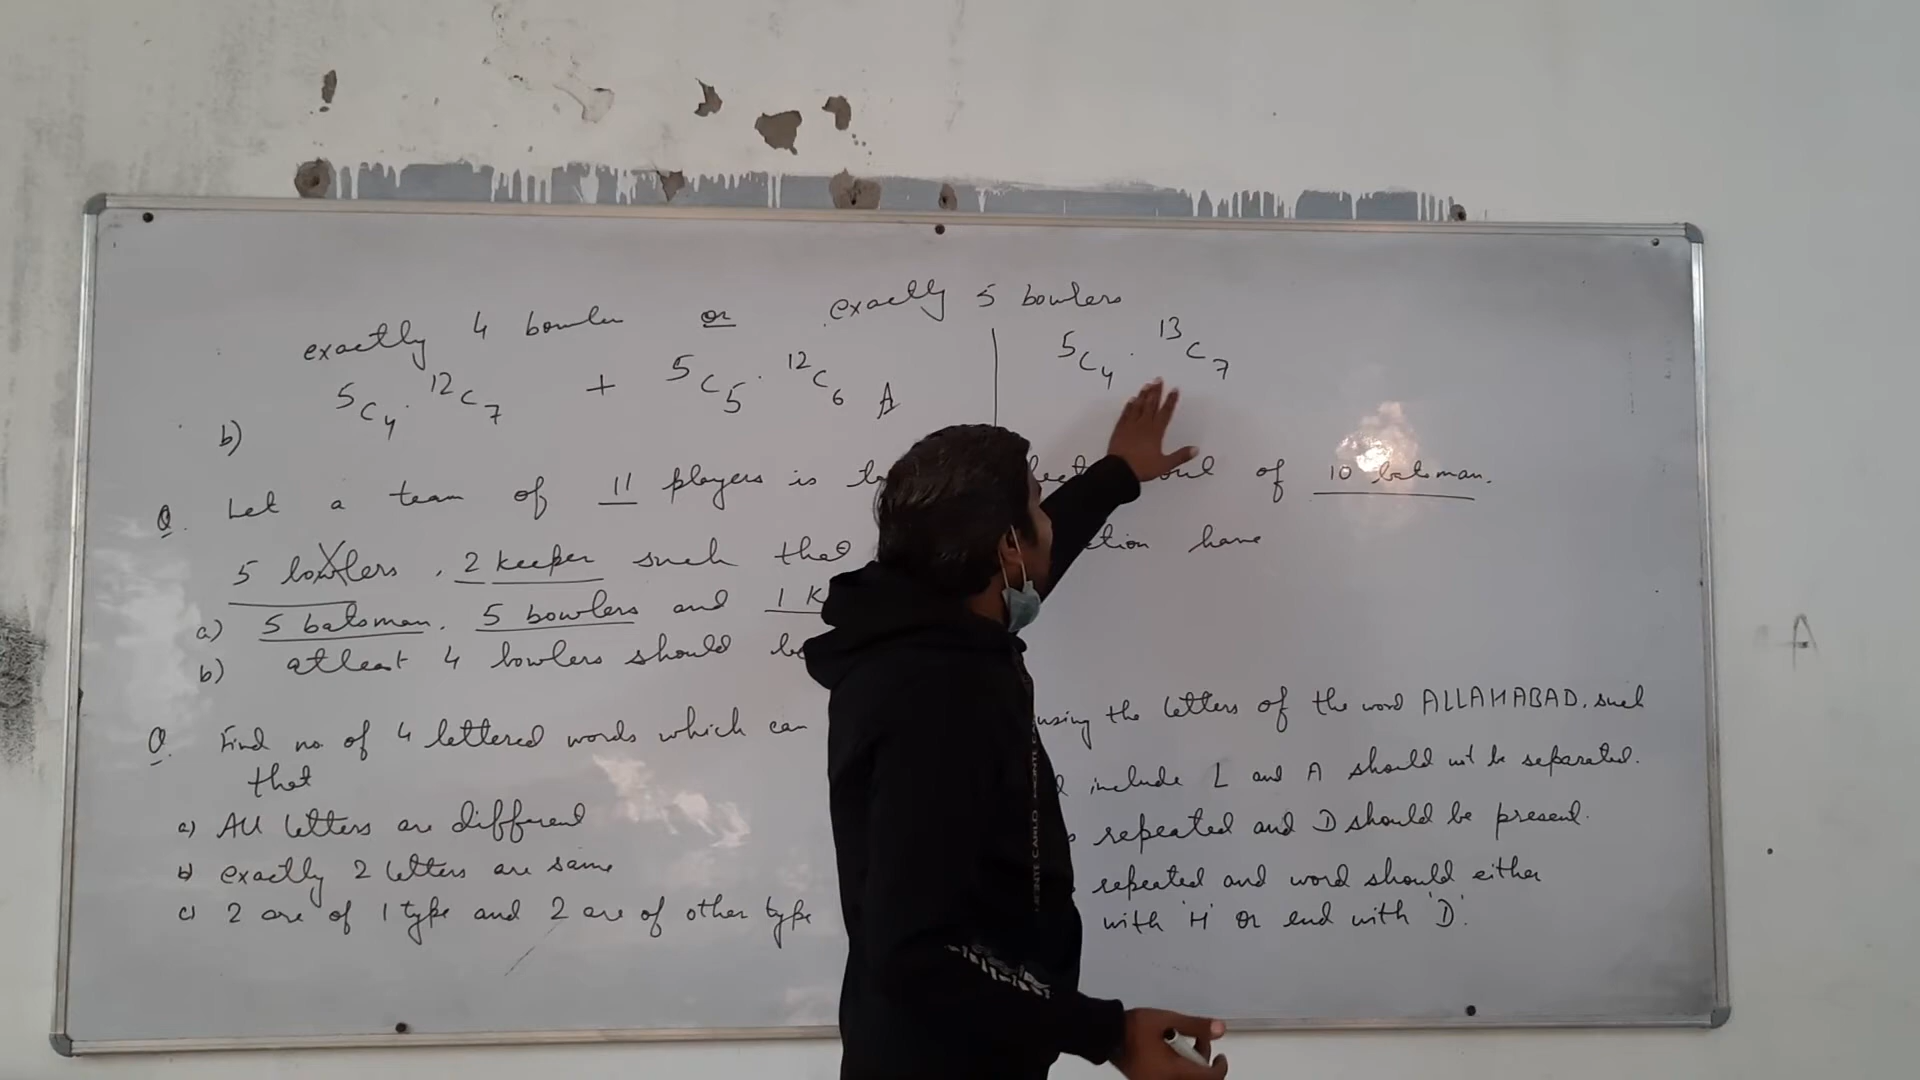 exactly 4 bowler or exactly 5 bowlers
5C4 . 12C7 + 5C5 . 12C6 A | 5C4 . 13C7
b)
Q. Let a team of 11 players is out of 10 batsman.
5 bowlers, 2 keeper such that have
a) 5 batsman, 5 bowlers and 1 K
b) atleast 4 bowlers should be
Q. Find no of 4 lettered words which can using the letters of the word ALLAHABAD, such
that include L and A should not be separated.
a) All letters are different repeated and D should be present.
b) exactly 2 letters are same repeated and word should either
c) 2 are of 1 type and 2 are of other type with 'H' or end with 'D'.
A
MONTE CARLO